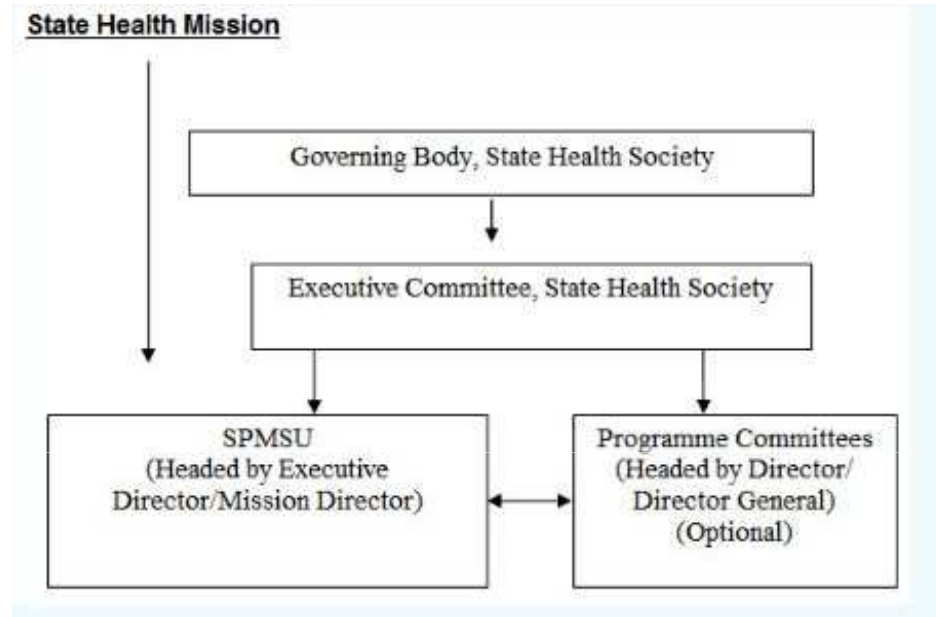 State Health Mission
Governing Body, State Health Society
Executive Committee, State Health Society
SPMSU
(Headed by Executive
Director/Mission Director)
Programme Committees
(Headed by Director/
Director General)
(Optional)